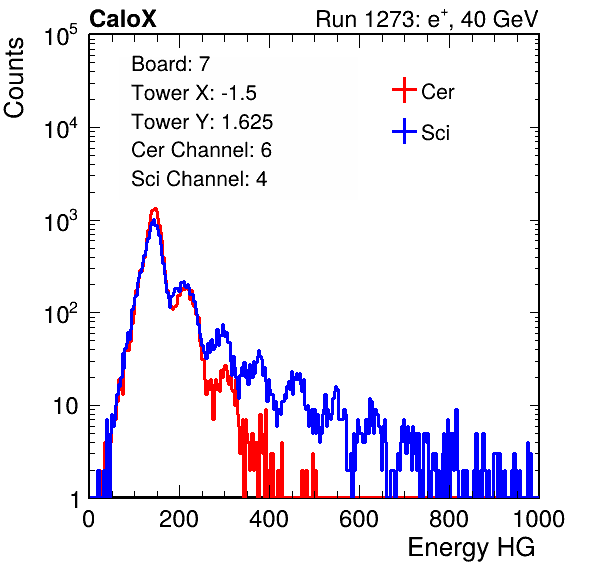 CaloX Run 1273: e⁺, 40 GeV
Counts
Board: 7
Tower X: -1.5
Tower Y: 1.625
Cer Channel: 6
Sci Channel: 4
Cer
Sci
10⁵
10⁴
10³
10²
10
1
0 200 400 600 800 1000
Energy HG